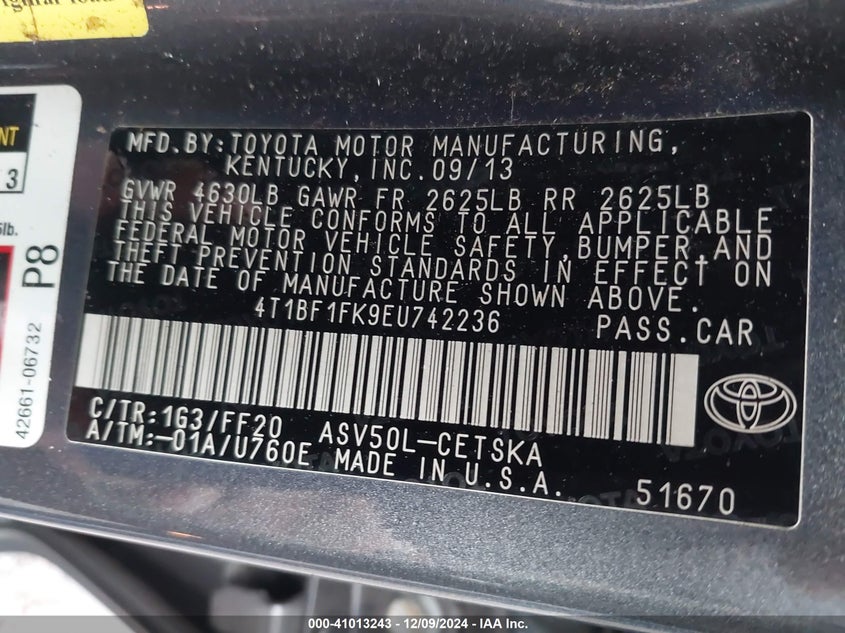 MFD.BY:TOYOTA MOTOR MANUFACTURING,
KENTUCKY,INC.09/13
GVWR 4630LB GAWR FR 2625LB RR 2625LB
THIS VEHICLE CONFORMS TO ALL APPLICABLE
FEDERAL MOTOR VEHICLE SAFETY,BUMPER,AND
THEFT PREVENTION STANDARDS IN EFFECT ON
THE DATE OF MANUFACTURE SHOWN ABOVE.
4T1BF1FK9EU742236 PASS.CAR
C/TR:1G3/FF20 ASV50L-CETSKA
A/TM:-01A/U760E MADE IN U.S.A. 51670
3
lb.
P8
42661-06732
000-41013243 - 12/09/2024 - IAA Inc.